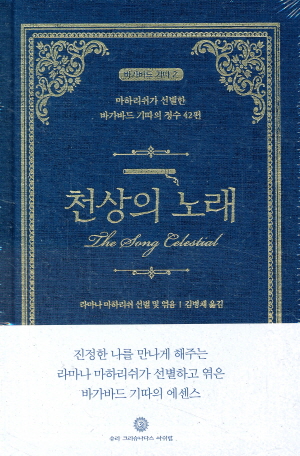 바가바드 기따 2
마하리쉬가 선별한
바가바드 기따의 정수 42편
천상의 노래
The Song Celestial
라마나 마하리쉬 선별 및 엮음 | 김병채 옮김
진정한 나를 만나게 해주는
라마나 마하리쉬가 선별하고 엮은
바가바드 기따의 에센스
슈리 크리슈나다스 아쉬람